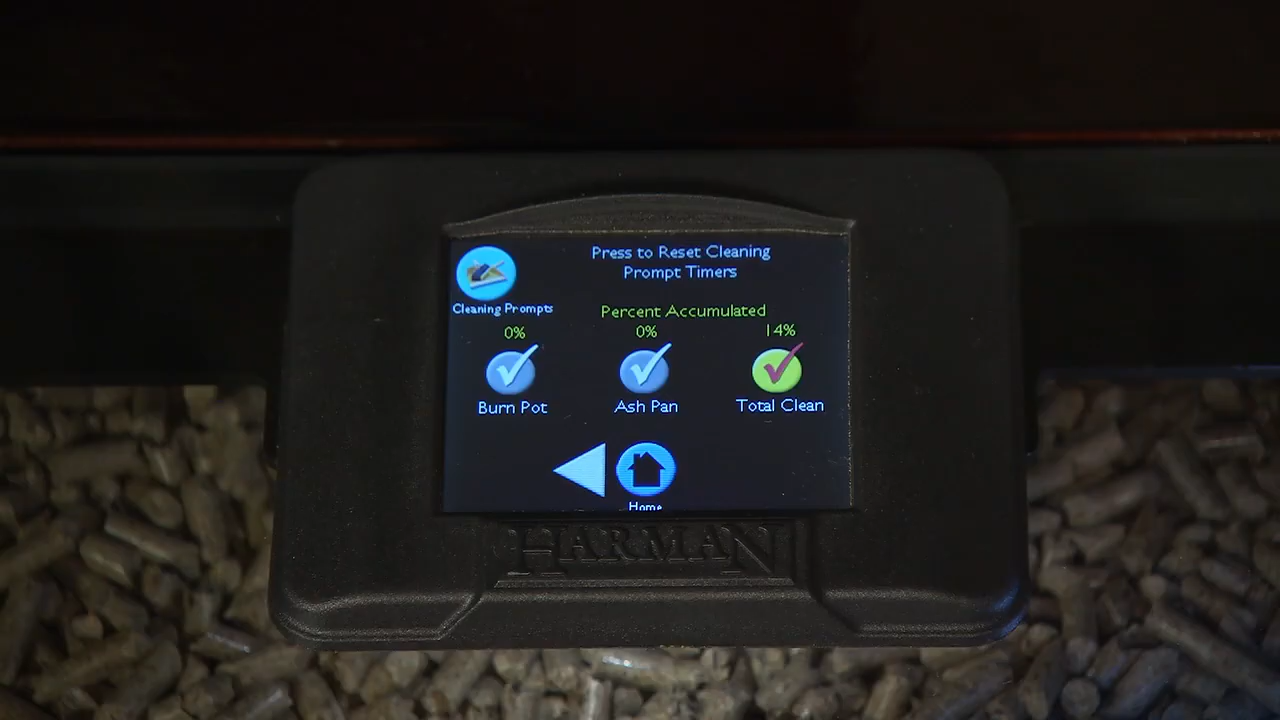 Press to Reset Cleaning
Prompt Timers
Cleaning Prompts
Percent Accumulated
0%
0%
14%
Burn Pot
Ash Pan
Total Clean
Home
HARMAN